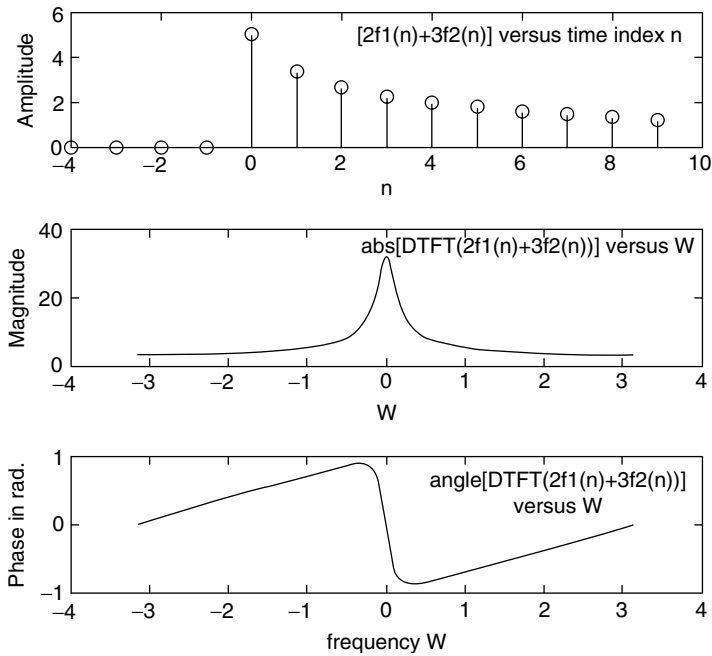 6
4
2
0
Amplitude
[2f1(n)+3f2(n)] versus time index n
−4 −2 0 2 4 6 8 10
n
40
20
0
Magnitude
abs[DTFT(2f1(n)+3f2(n))] versus W
−4 −3 −2 −1 0 1 2 3 4
W
1
0
−1
Phase in rad.
angle[DTFT(2f1(n)+3f2(n))]
versus W
−4 −3 −2 −1 0 1 2 3 4
frequency W